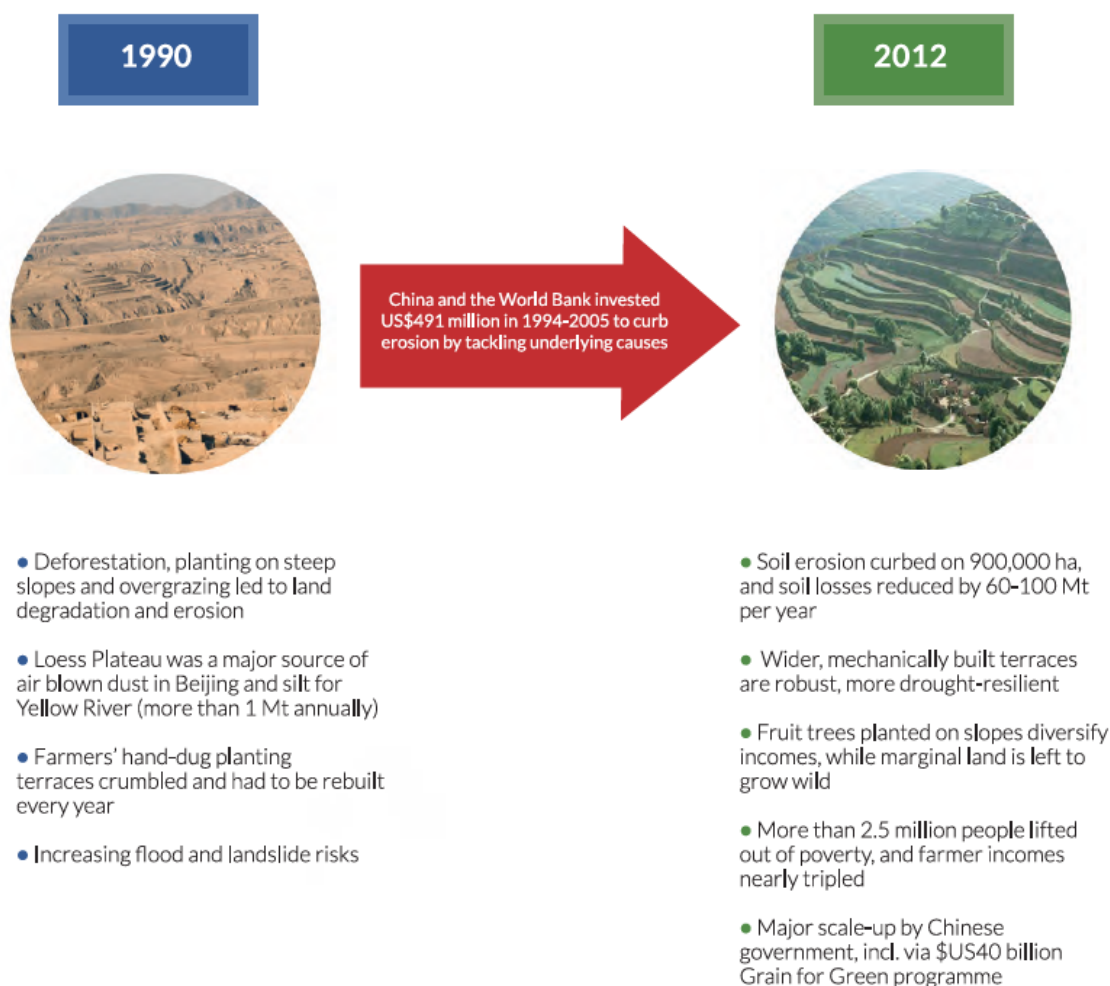 1990
2012
China and the World Bank invested
US$491 million in 1994-2005 to curb
erosion by tackling underlying causes
● Deforestation, planting on steep
slopes and overgrazing led to land
degradation and erosion
● Loess Plateau was a major source of
air blown dust in Beijing and silt for
Yellow River (more than 1 Mt annually)
● Farmers' hand-dug planting
terraces crumbled and had to be rebuilt
every year
● Increasing flood and landslide risks
● Soil erosion curbed on 900,000 ha,
and soil losses reduced by 60-100 Mt
per year
● Wider, mechanically built terraces
are robust, more drought-resilient
● Fruit trees planted on slopes diversify
incomes, while marginal land is left to
grow wild
● More than 2.5 million people lifted
out of poverty, and farmer incomes
nearly tripled
● Major scale-up by Chinese
government, incl. via $US40 billion
Grain for Green programme